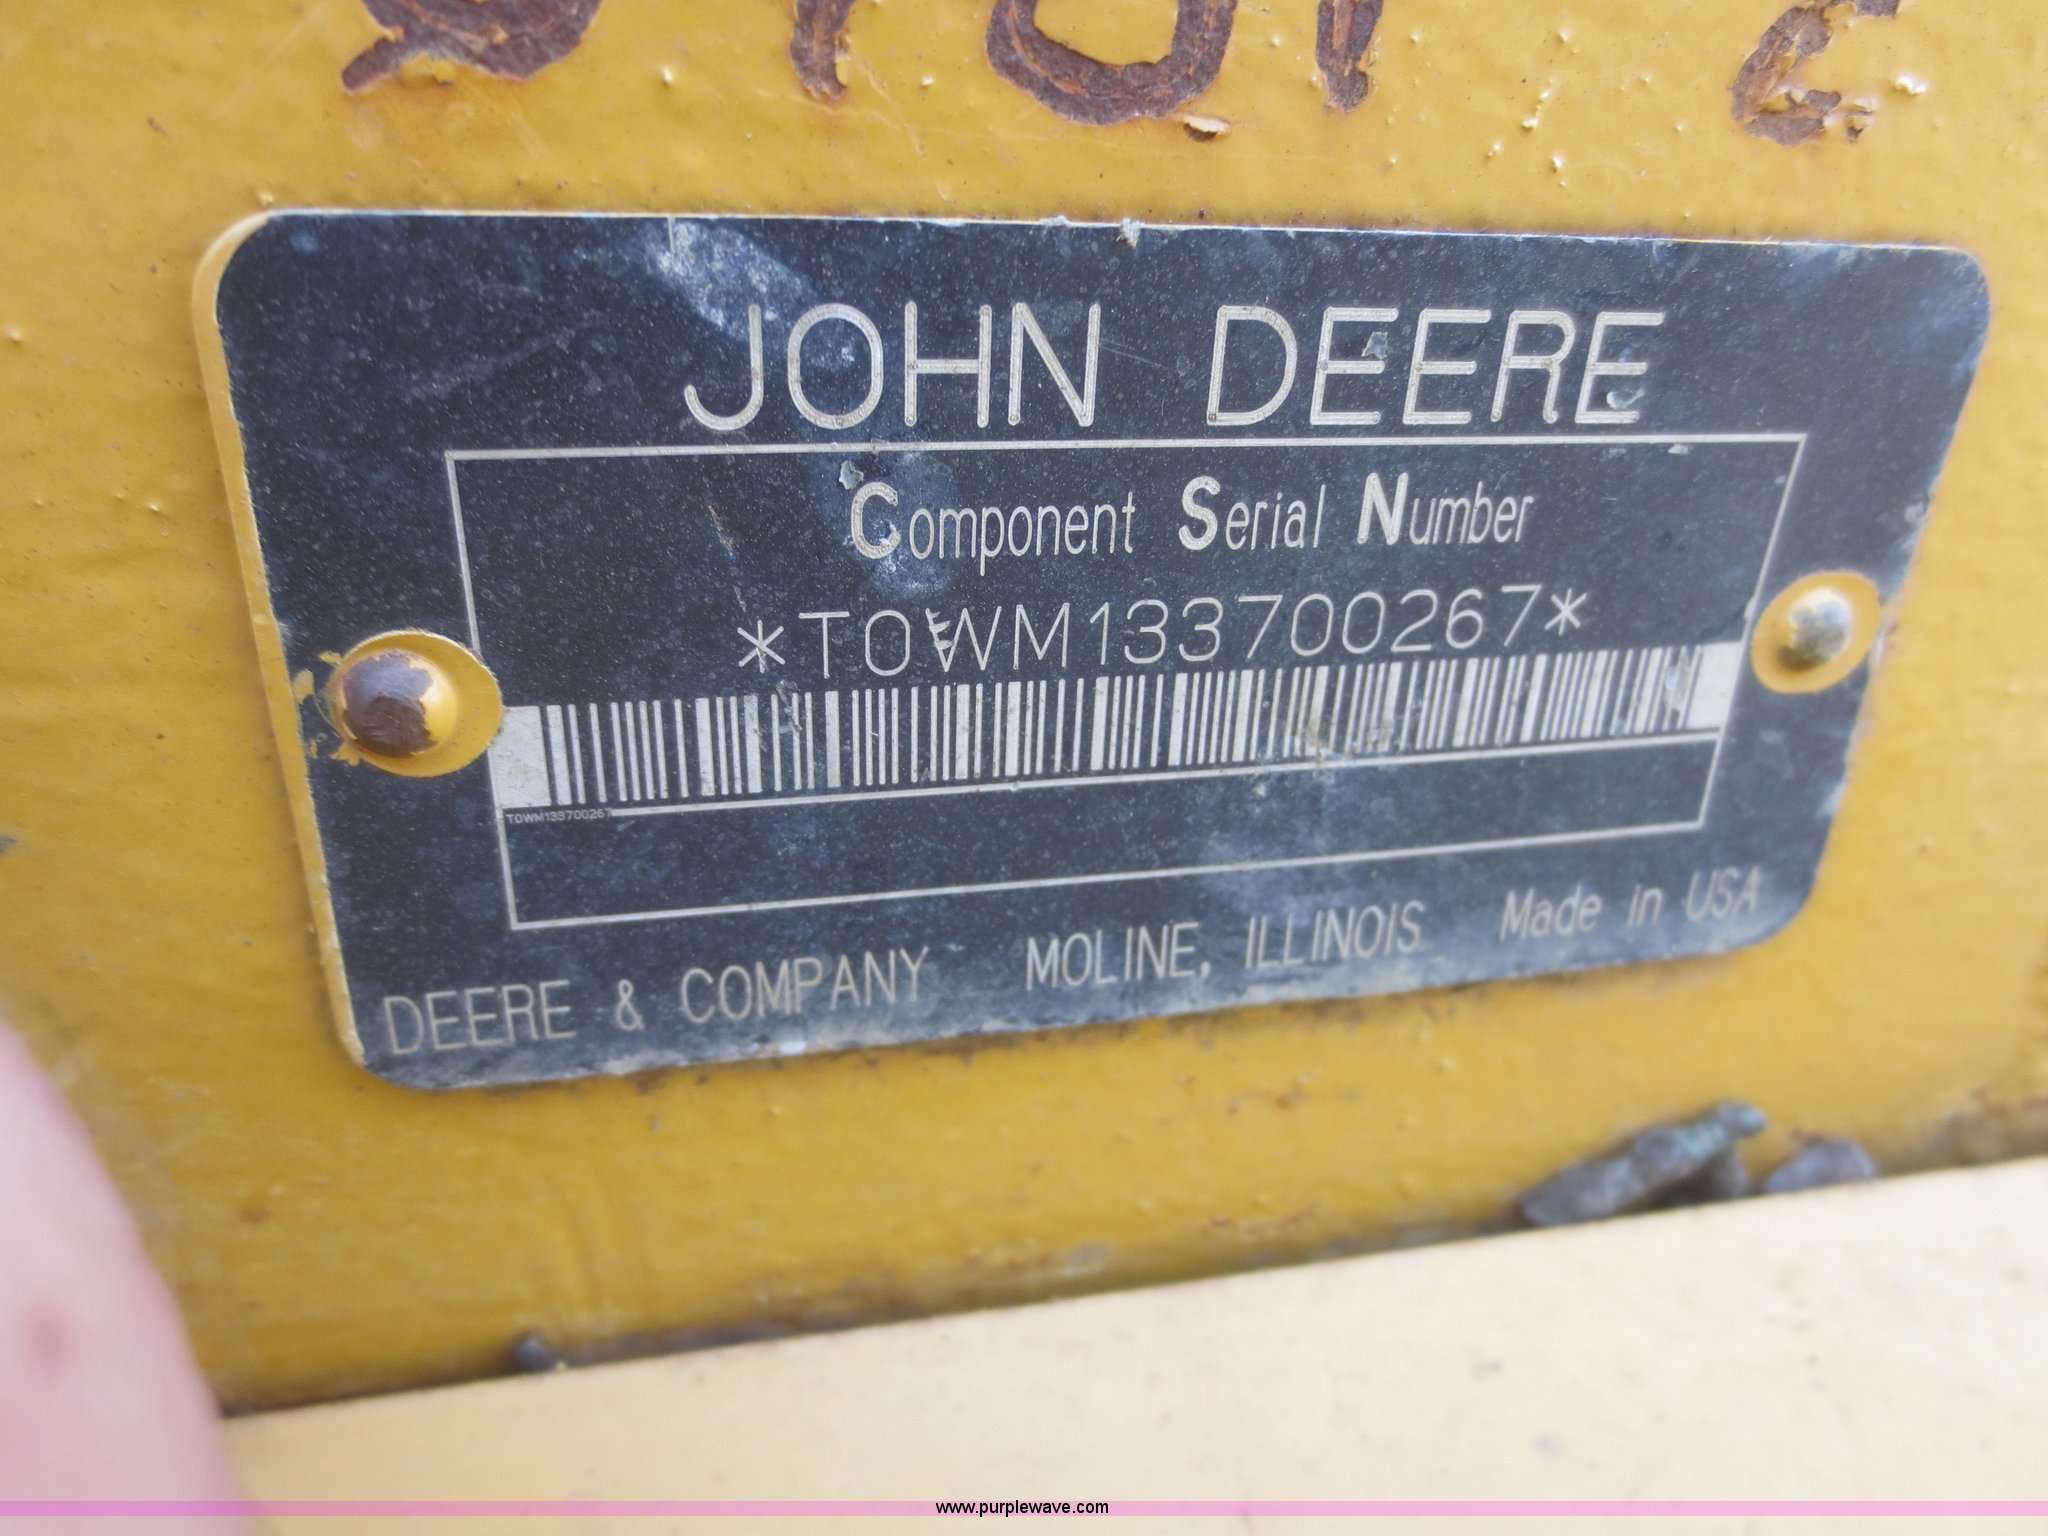 JOHN DEERE
Component Serial Number
*T0WM133700267*
T0WM133700267
DEERE & COMPANY MOLINE, ILLINOIS Made in USA
www.purplewave.com